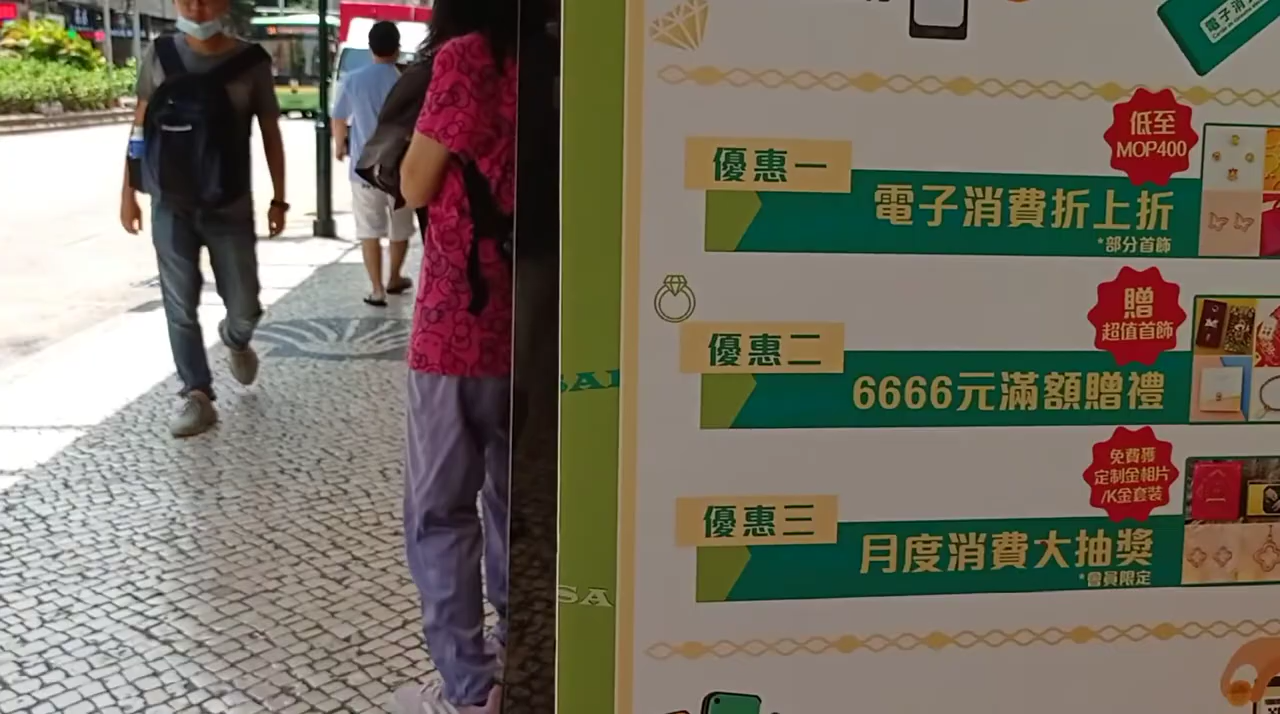 電子消
低至
MOP400
優惠一
電子消費折上折
*部分首飾
贈
超值首飾
優惠二
6666元滿額贈禮
免費獲
定制金相片
/K金套裝
優惠三
月度消費大抽獎
*會員限定
SA
SA